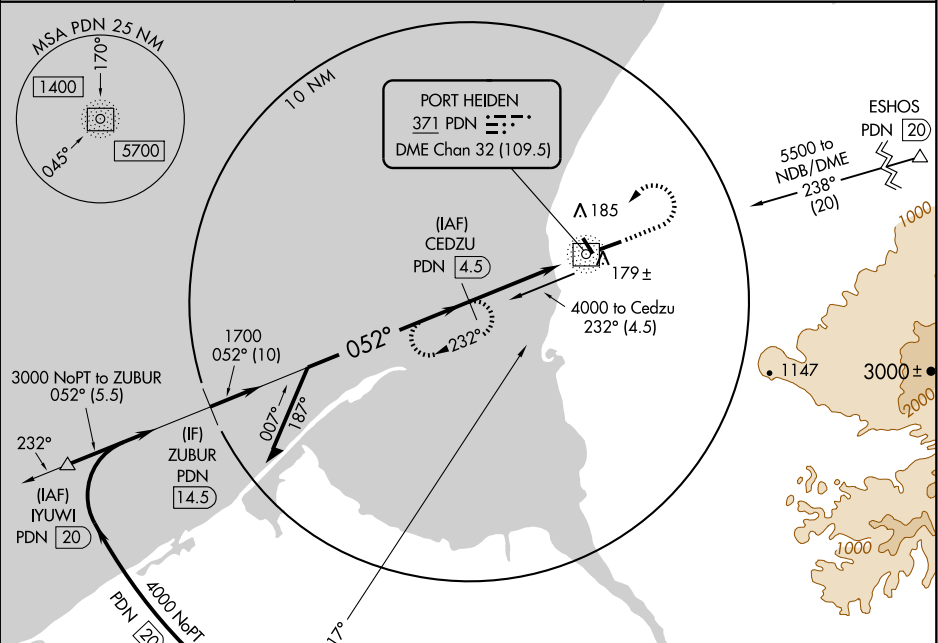 MSA PDN 25 NM
170°
1400
045°
5700
10 NM
PORT HEIDEN
371 PDN
DME Chan 32 (109.5)
ESHOS
PDN 20
5500 to
NDB/DME
238°
(20)
1000
185
(IAF)
CEDZU
PDN 4.5
179±
4000 to Cedzu
232° (4.5)
052°
232°
1700
052° (10)
3000 NoPT to ZUBUR
052° (5.5)
007°
187°
1147
3000±
2000
232°
(IF)
ZUBUR
PDN
14.5
(IAF)
IYUWI
PDN 20
1000
4000 NoPT
PDN 20